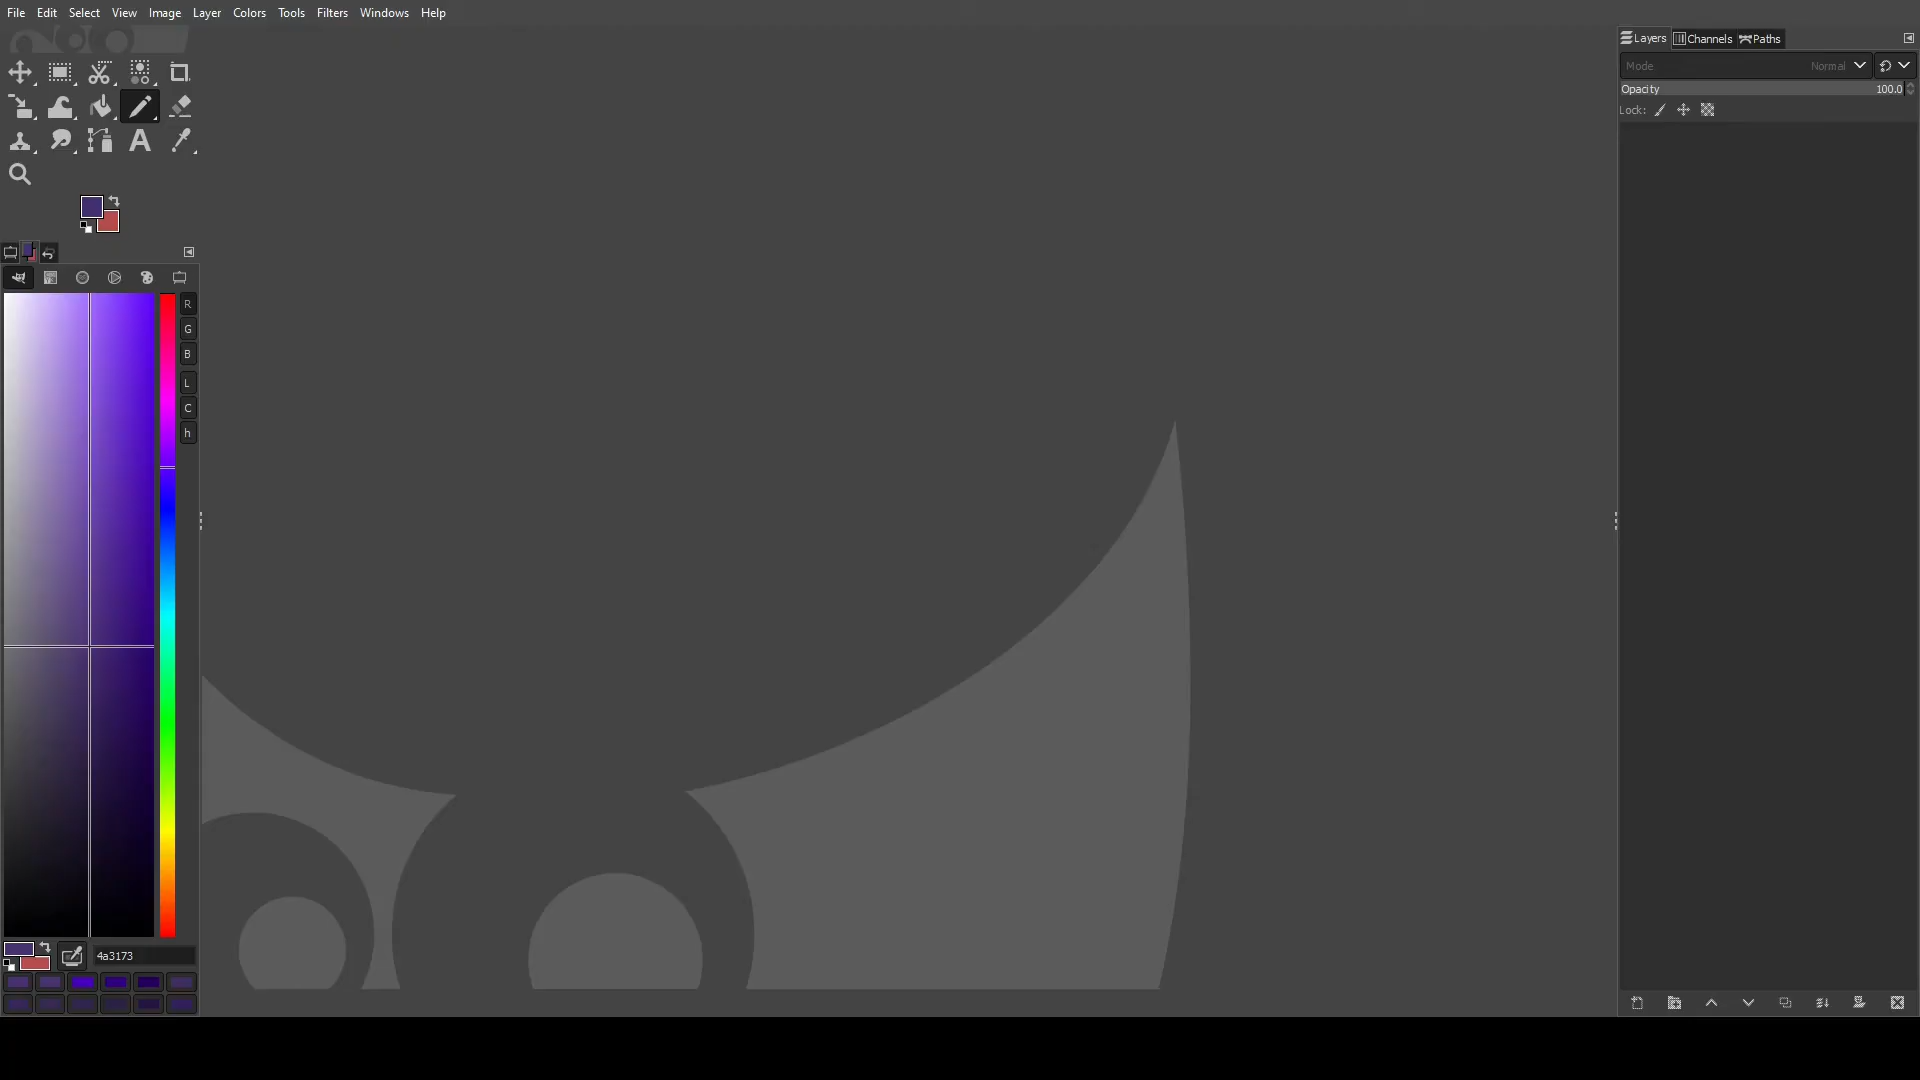 File Edit Select View Image Layer Colors Tools Filters Windows Help
Layers Channels Paths
Mode Normal
Opacity 100.0
Lock:
A
R
G
B
L
C
h
4a3173